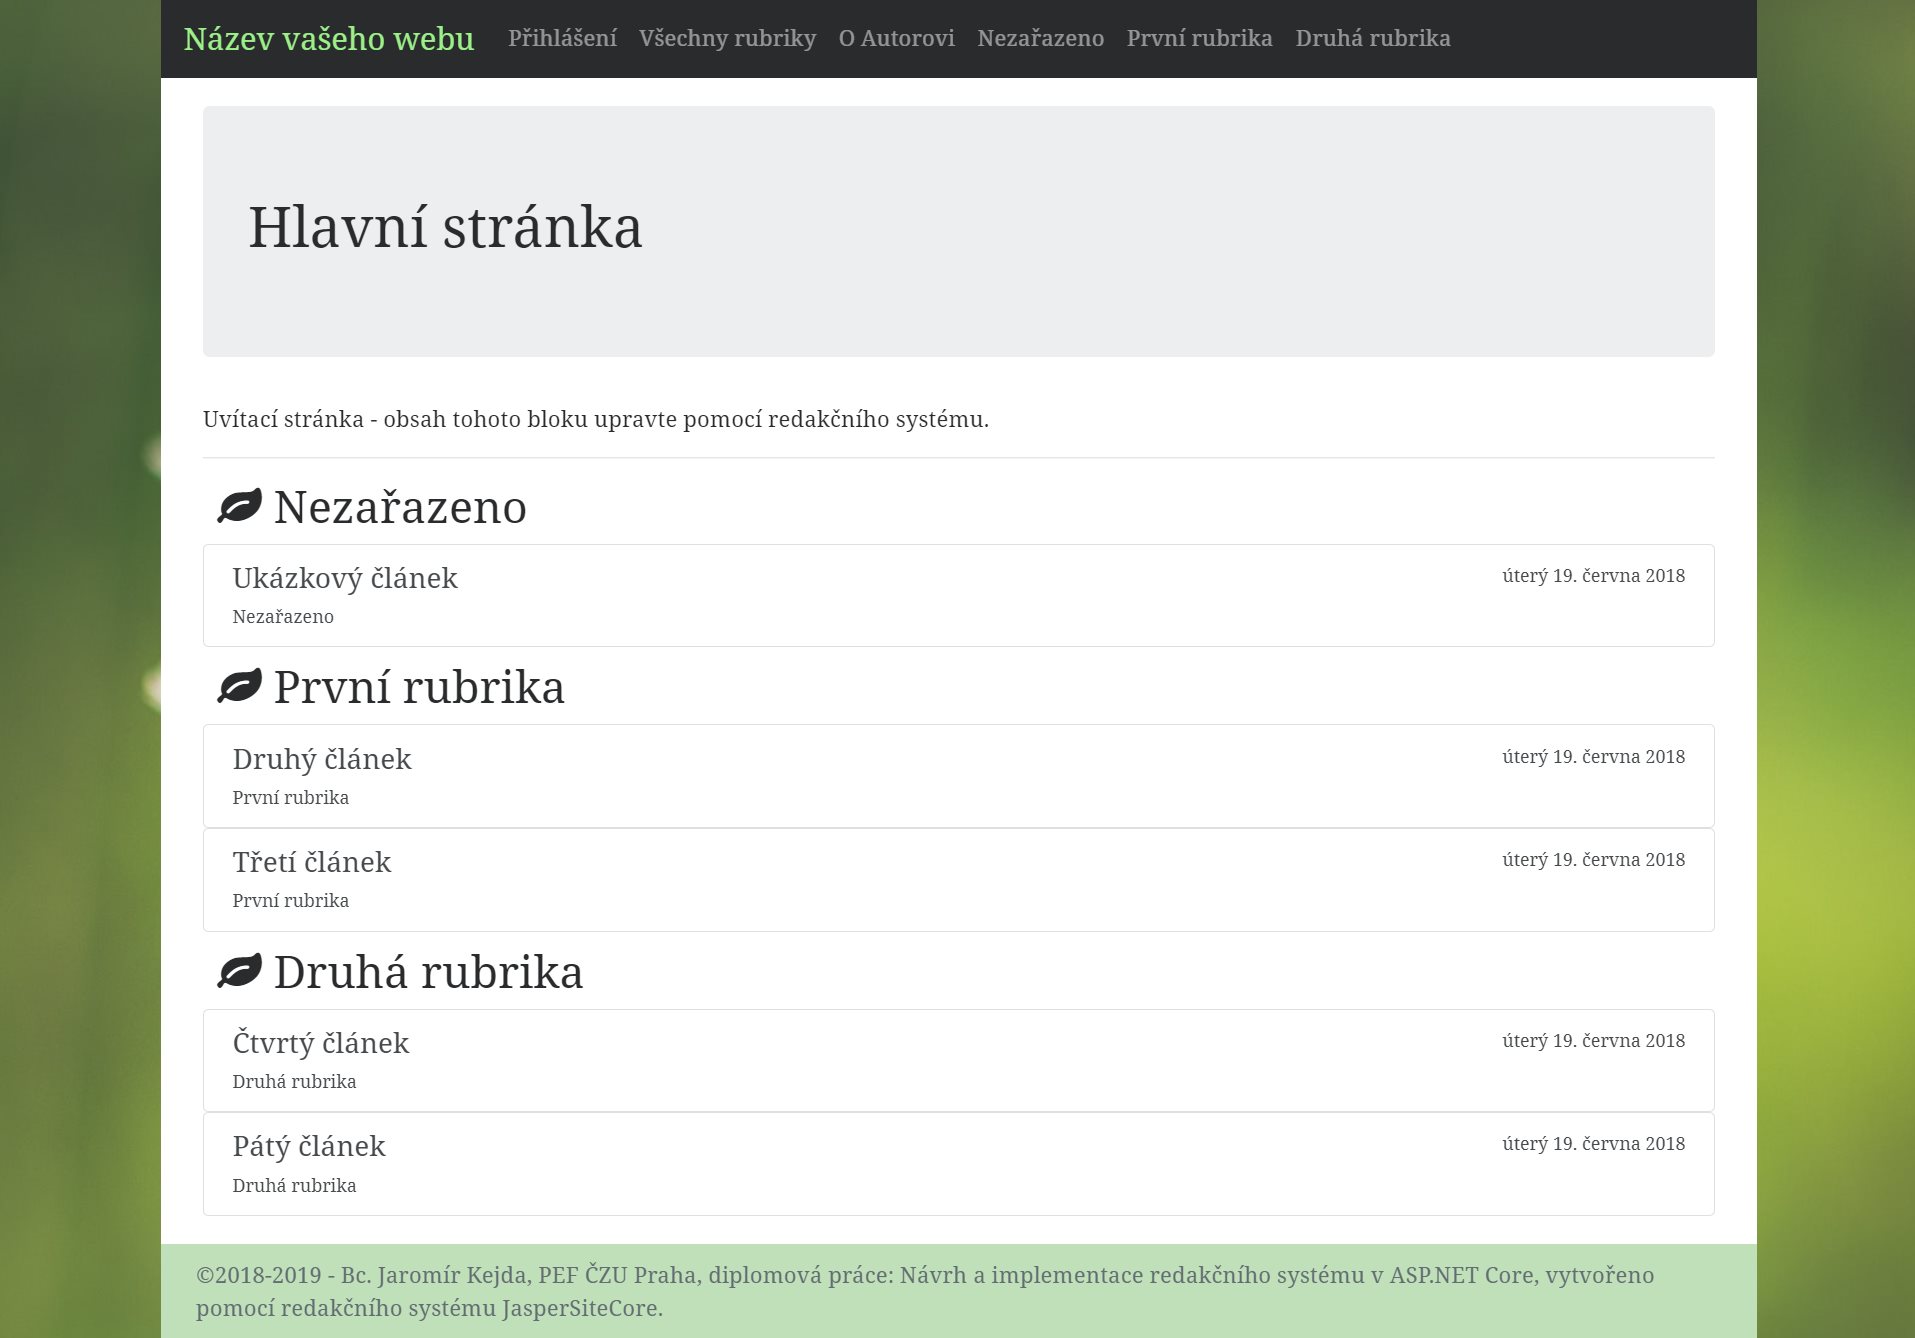 Název vašeho webu Přihlášení Všechny rubriky O Autorovi Nezařazeno První rubrika Druhá rubrika
Hlavní stránka
Uvítací stránka - obsah tohoto bloku upravte pomocí redakčního systému.
Nezařazeno
Ukázkový článek úterý 19. června 2018
Nezařazeno
První rubrika
Druhý článek úterý 19. června 2018
První rubrika
Třetí článek úterý 19. června 2018
První rubrika
Druhá rubrika
Čtvrtý článek úterý 19. června 2018
Druhá rubrika
Pátý článek úterý 19. června 2018
Druhá rubrika
©2018-2019 - Bc. Jaromír Kejda, PEF ČZU Praha, diplomová práce: Návrh a implementace redakčního systému v ASP.NET Core, vytvořeno
pomocí redakčního systému JasperSiteCore.